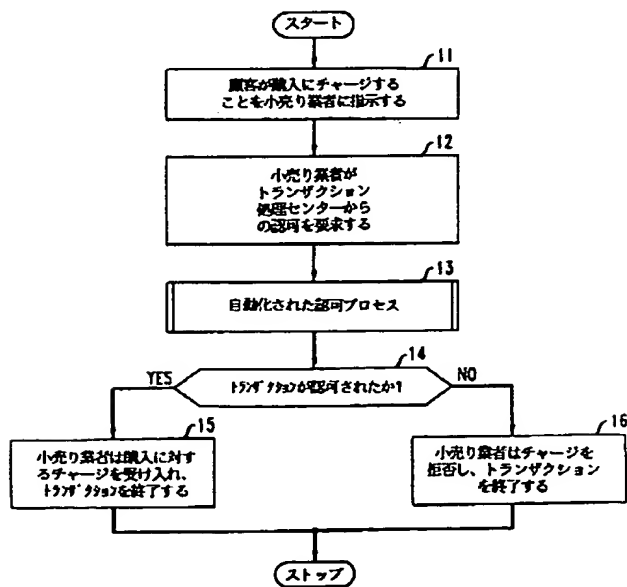 スタート
11
顧客が購入にチャージする
ことを小売り業者に指示する
12
小売り業者が
トランザクション
処理センターから
の認可を要求する
13
自動化された認可プロセス
14
トランザクションが認可されたか?
YES
NO
15
小売り業者は購入に対す
るチャージを受け入れ、
トランザクションを終了する
16
小売り業者はチャージを
拒否し、トランザクション
を終了する
ストップ